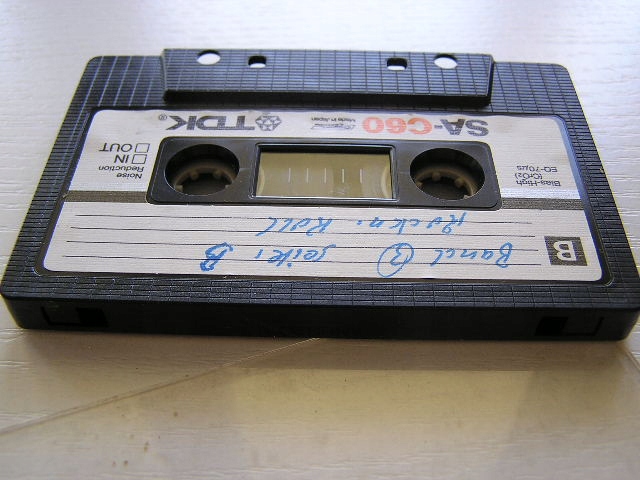 B Band Seite: B
Rock n. Roll
Bias-High
(CrO₂)
EQ-70μs
Noise
Reduction
IN
OUT
SA-C60
Made in Japan
TDK®